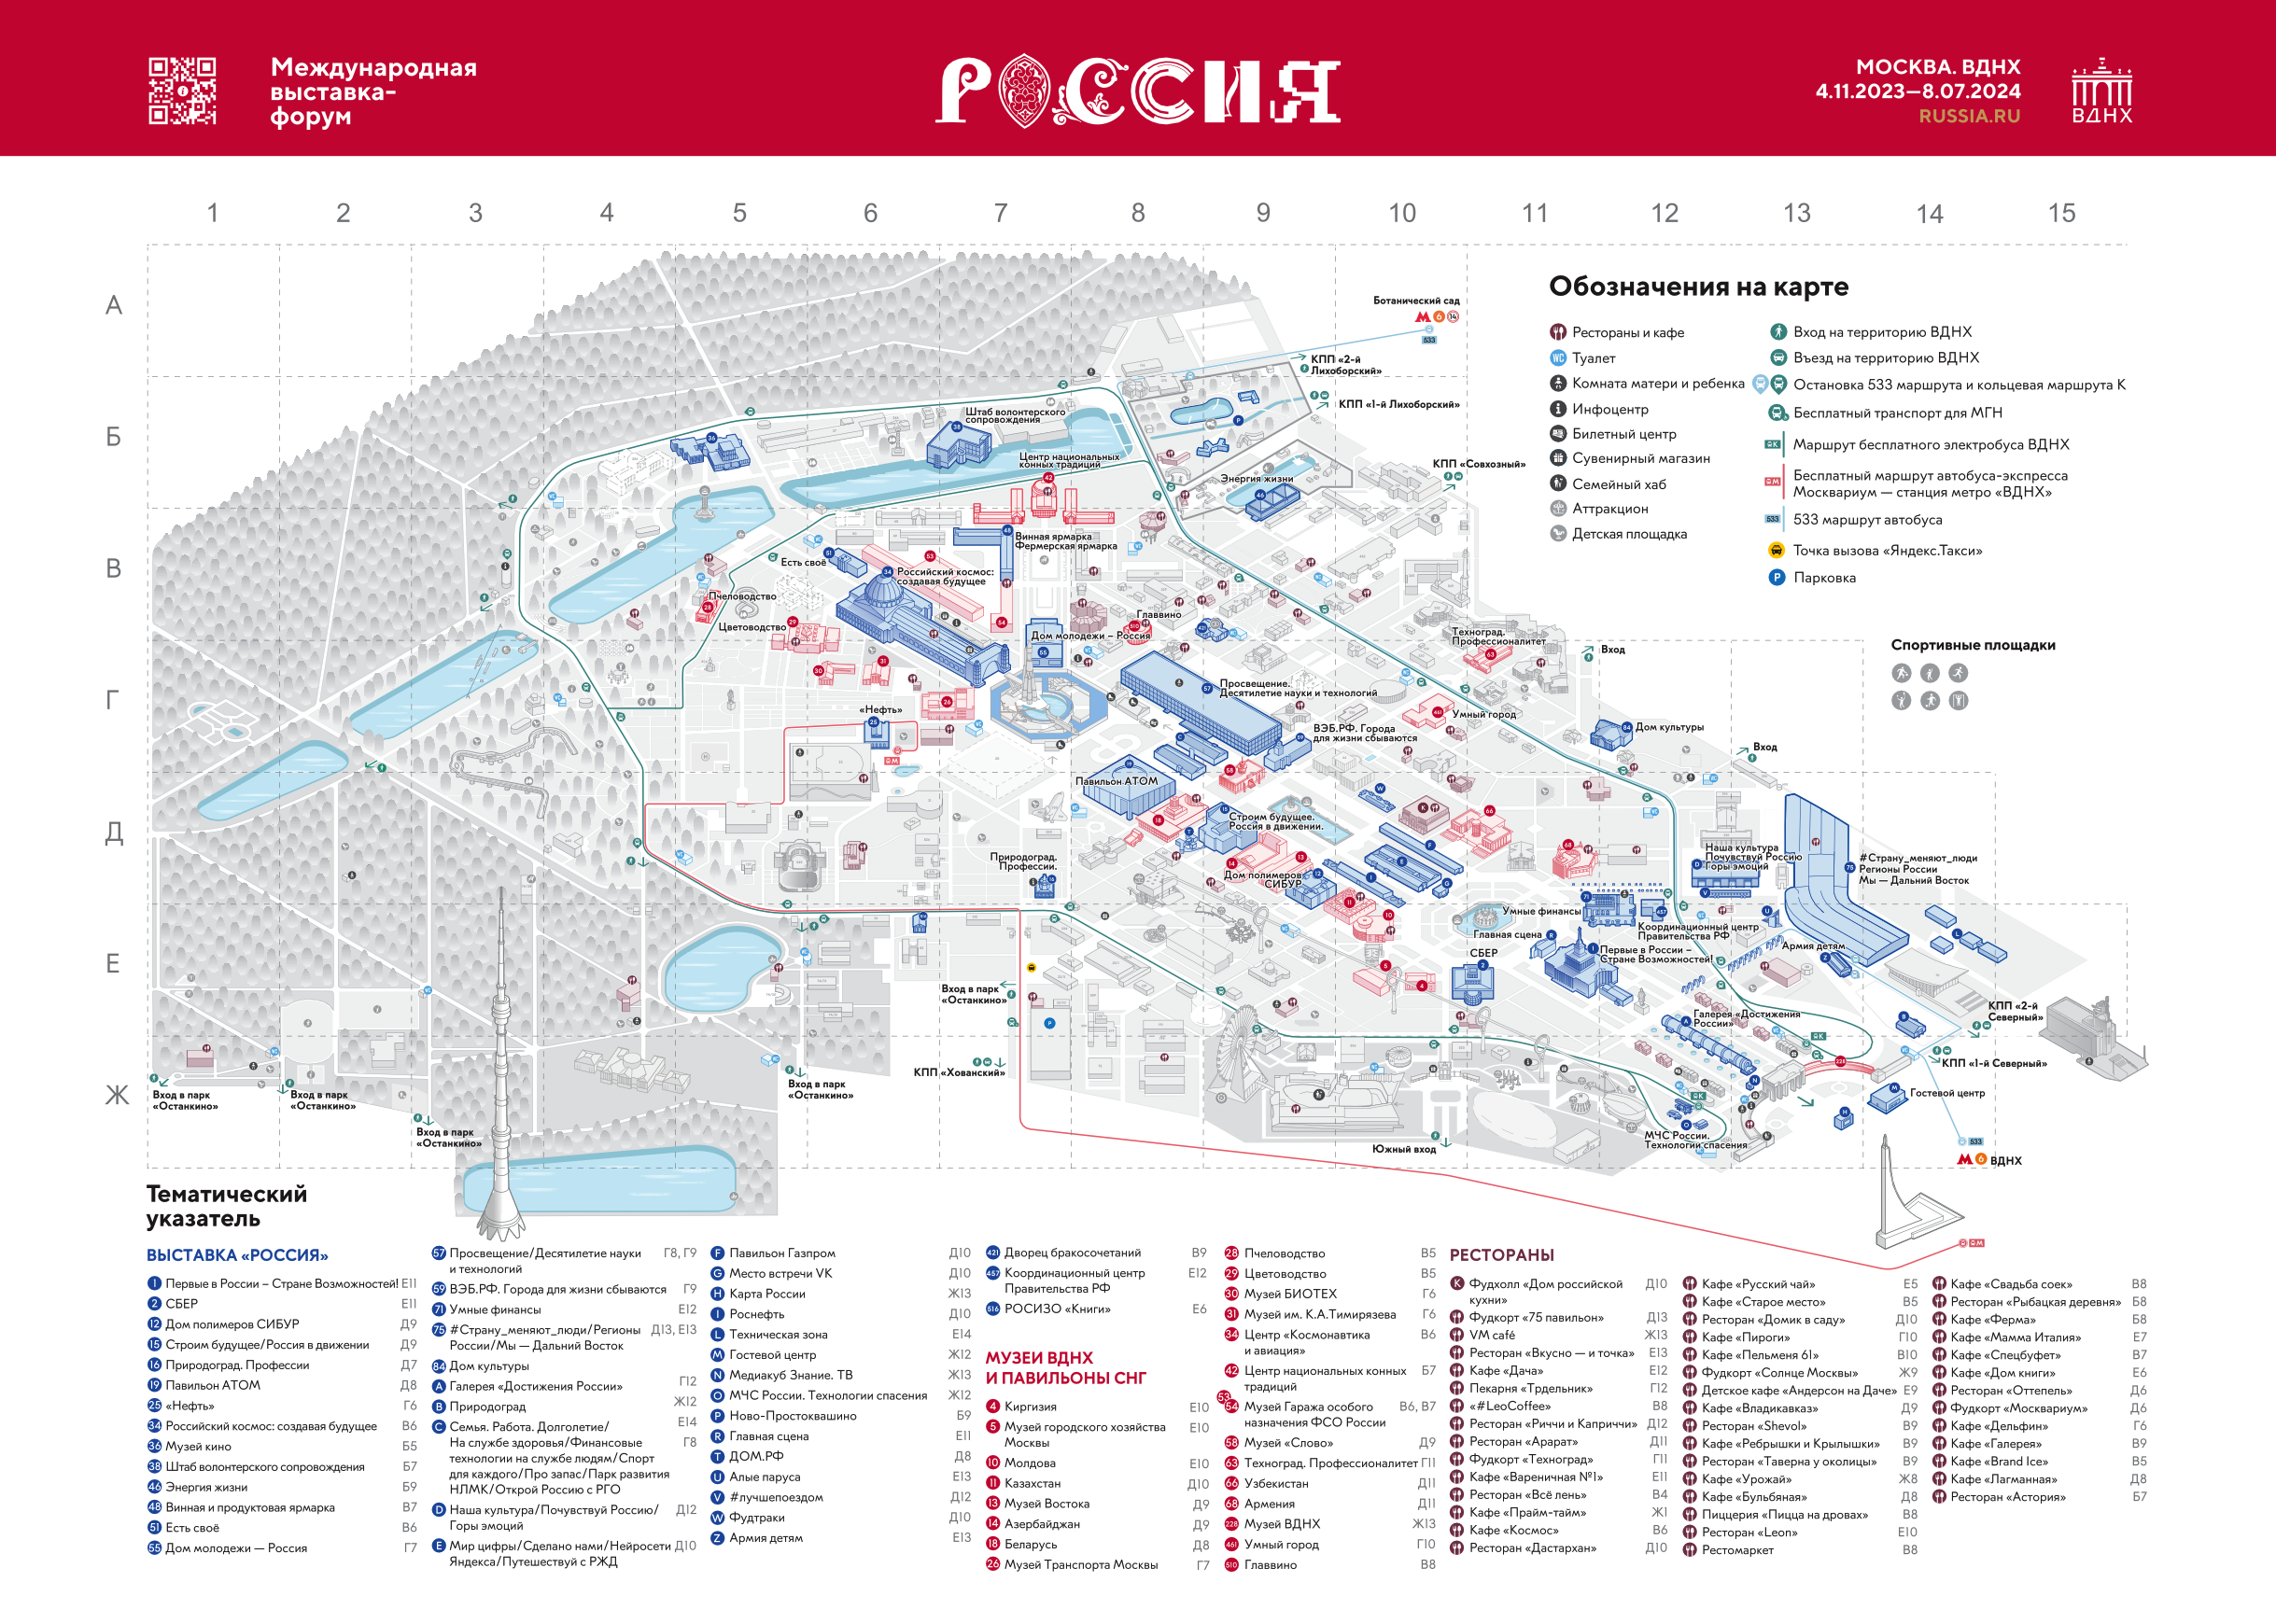 Международная
выставка-
форум
РОССИЯ
МОСКВА. ВДНХ
4.11.2023—8.07.2024
RUSSIA.RU
ВДНХ
1 2 3 4 5 6 7 8 9 10 11 12 13 14 15
А
Б
В
Г
Д
Е
Ж
Обозначения на карте
Рестораны и кафе
Туалет
Комната матери и ребенка
Инфоцентр
Билетный центр
Сувенирный магазин
Семейный хаб
Аттракцион
Детская площадка
Вход на территорию ВДНХ
Въезд на территорию ВДНХ
Остановка 533 маршрута и кольцевая маршрута К
Бесплатный транспорт для МГН
Маршрут бесплатного электробуса ВДНХ
Бесплатный маршрут автобуса-экспресса
Москвариум — станция метро «ВДНХ»
533 маршрут автобуса
Точка вызова «Яндекс.Такси»
Парковка
Спортивные площадки
Ботанический сад
533
КПП «2-й
Лихоборский»
КПП «1-й Лихоборский»
КПП «Совхозный»
Штаб волонтерского
сопровождения
Центр национальных
конных традиций
Энергия жизни
Винная ярмарка
Фермерская ярмарка
Есть своё
Российский космос:
создавая будущее
Пчеловодство
Цветоводство
Главвино
Дом молодежи – Россия
Техноград.
Профессионалитет
Вход
Просвещение.
Десятилетие науки и технологий
«Нефть»
Умный город
ВЭБ.РФ. Города
для жизни сбываются
Дом культуры
Вход
Павильон АТОМ
Строим будущее.
Россия в движении.
Природоград.
Профессии.
Дом полимеров
СИБУР
Наша культура
Почувствуй Россию
Горы эмоций
#Страну_меняют_люди
Регионы России
Мы — Дальний Восток
Умные финансы
Координационный центр
Правительства РФ
Главная сцена
Армия детям
СБЕР
Первые в России –
Стране Возможностей!
Вход в парк
«Останкино»
Галерея «Достижения
России»
КПП «2-й
Северный»
КПП «1-й Северный»
КПП «Хованский»
Вход в парк
«Останкино»
Вход в парк
«Останкино»
Вход в парк
«Останкино»
Вход в парк
«Останкино»
Гостевой центр
Южный вход
МЧС России.
Технологии спасения
533
ВДНХ
Тематический
указатель
ВЫСТАВКА «РОССИЯ»
1 Первые в России – Стране Возможностей! Е11
2 СБЕР Е11
12 Дом полимеров СИБУР Д9
15 Строим будущее/Россия в движении Д9
16 Природоград. Профессии Д7
19 Павильон АТОМ Д8
25 «Нефть» Г6
34 Российский космос: создавая будущее В6
36 Музей кино Б5
38 Штаб волонтерского сопровождения Б7
46 Энергия жизни Б9
48 Винная и продуктовая ярмарка В7
51 Есть своё В6
55 Дом молодежи — Россия Г7
57 Просвещение/Десятилетие науки Г8, Г9
и технологий
59 ВЭБ.РФ. Города для жизни сбываются Г9
71 Умные финансы Е12
75 #Страну_меняют_люди/Регионы Д13, Е13
России/Мы — Дальний Восток
84 Дом культуры
A Галерея «Достижения России» Г12
B Природоград Ж12
C Семья. Работа. Долголетие/ Е14
На службе здоровья/Финансовые Г8
технологии на службе людям/Спорт
для каждого/Про запас/Парк развития
НЛМК/Открой Россию с РГО
D Наша культура/Почувствуй Россию/ Д12
Горы эмоций
E Мир цифры/Сделано нами/Нейросети Д10
Яндекса/Путешествуй с РЖД
F Павильон Газпром Д10
G Место встречи VK Д10
H Карта России Ж13
I Роснефть Д10
L Техническая зона Е14
M Гостевой центр Ж12
N Медиакуб Знание. ТВ Ж13
O МЧС России. Технологии спасения Ж12
P Ново-Простоквашино Б9
R Главная сцена Е11
T ДОМ.РФ Д8
U Алые паруса Е13
V #лучшепоездом Д12
W Фудтраки Д10
Z Армия детям Е13
421 Дворец бракосочетаний В9
457 Координационный центр Е12
Правительства РФ
516 РОСИЗО «Книги» Е6
МУЗЕИ ВДНХ
И ПАВИЛЬОНЫ СНГ
4 Киргизия Е10
5 Музей городского хозяйства Е10
Москвы
10 Молдова Е10
11 Казахстан Д10
13 Музей Востока Д9
14 Азербайджан Д9
18 Беларусь Д8
26 Музей Транспорта Москвы Г7
28 Пчеловодство В5
29 Цветоводство В5
30 Музей БИОТЕХ Г6
31 Музей им. К.А.Тимирязева Г6
34 Центр «Космонавтика В6
и авиация»
42 Центр национальных конных Б7
традиций
53
54 Музей Гаража особого В6, В7
назначения ФСО России
58 Музей «Слово» Д9
63 Техноград. Профессионалитет Г11
66 Узбекистан Д11
68 Армения Д11
228 Музей ВДНХ Ж13
461 Умный город Г10
510 Главвино В8
РЕСТОРАНЫ
K Фудхолл «Дом российской Д10
кухни»
Фудкорт «75 павильон» Д13
VM café Ж13
Ресторан «Вкусно — и точка» Е13
Кафе «Дача» Е12
Пекарня «Трдельник» Г12
«#LeoCoffee» В8
Ресторан «Риччи и Каприччи» Д12
Ресторан «Арарат» Д11
Фудкорт «Техноград» Г11
Кафе «Вареничная №1» Е11
Ресторан «Всё лень» В4
Кафе «Прайм-тайм» Ж1
Кафе «Космос» В6
Ресторан «Дастархан» Д10
Кафе «Русский чай» Е5
Кафе «Старое место» В5
Ресторан «Домик в саду» Д10
Кафе «Пироги» Г10
Кафе «Пельменя 61» В10
Фудкорт «Солнце Москвы» Ж9
Детское кафе «Андерсон на Даче» Е9
Кафе «Владикавказ» Д9
Ресторан «Shevol» В9
Кафе «Ребрышки и Крылышки» В9
Ресторан «Таверна у околицы» В9
Кафе «Урожай» Ж8
Кафе «Бульбяная» Д8
Пиццерия «Пицца на дровах» В8
Ресторан «Leon» Е10
Рестомаркет В8
Кафе «Свадьба соек» В8
Ресторан «Рыбацкая деревня» Б8
Кафе «Ферма» Б8
Кафе «Мамма Италия» Е7
Кафе «Спецбуфет» В7
Кафе «Дом книги» Е6
Ресторан «Оттепель» Д6
Фудкорт «Москвариум» Д6
Кафе «Дельфин» Г6
Кафе «Галерея» В9
Кафе «Brand Ice» В5
Кафе «Лагманная» Д8
Ресторан «Астория» Б7